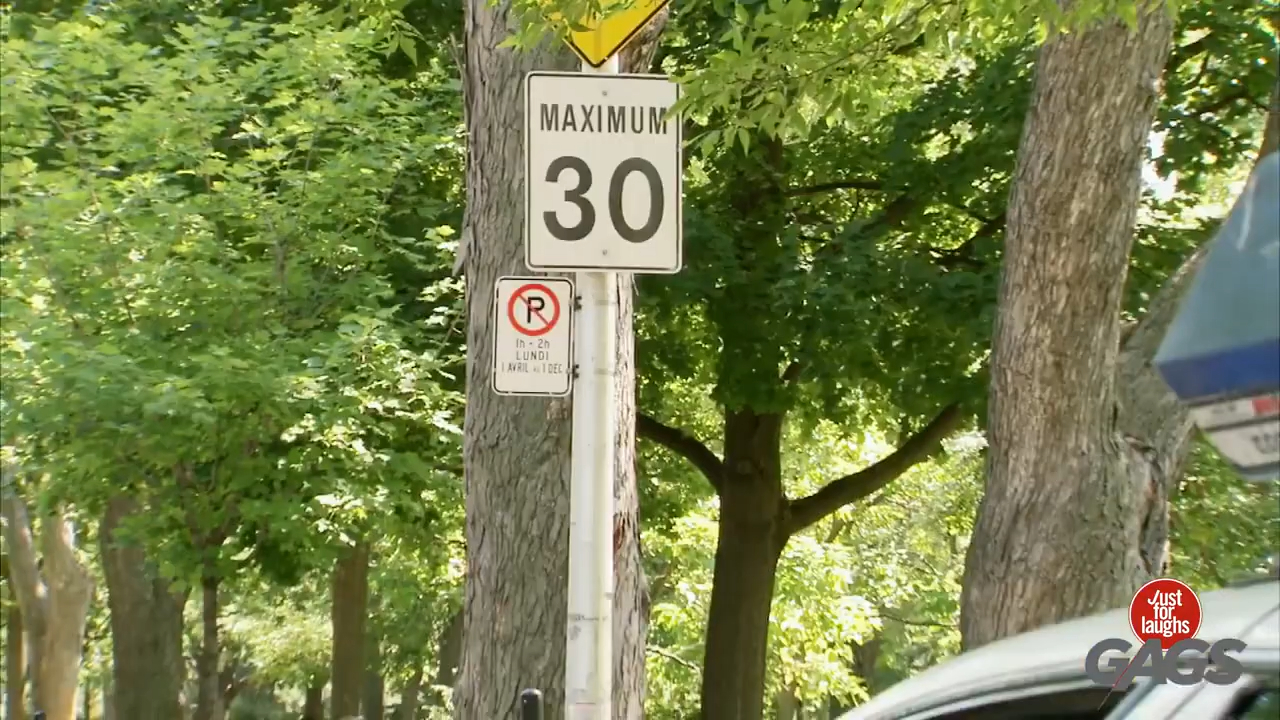 MAXIMUM
30
P
1h - 2h
LUNDI
1 AVRIL AU 1 DEC
Just
for
laughs
GAGS